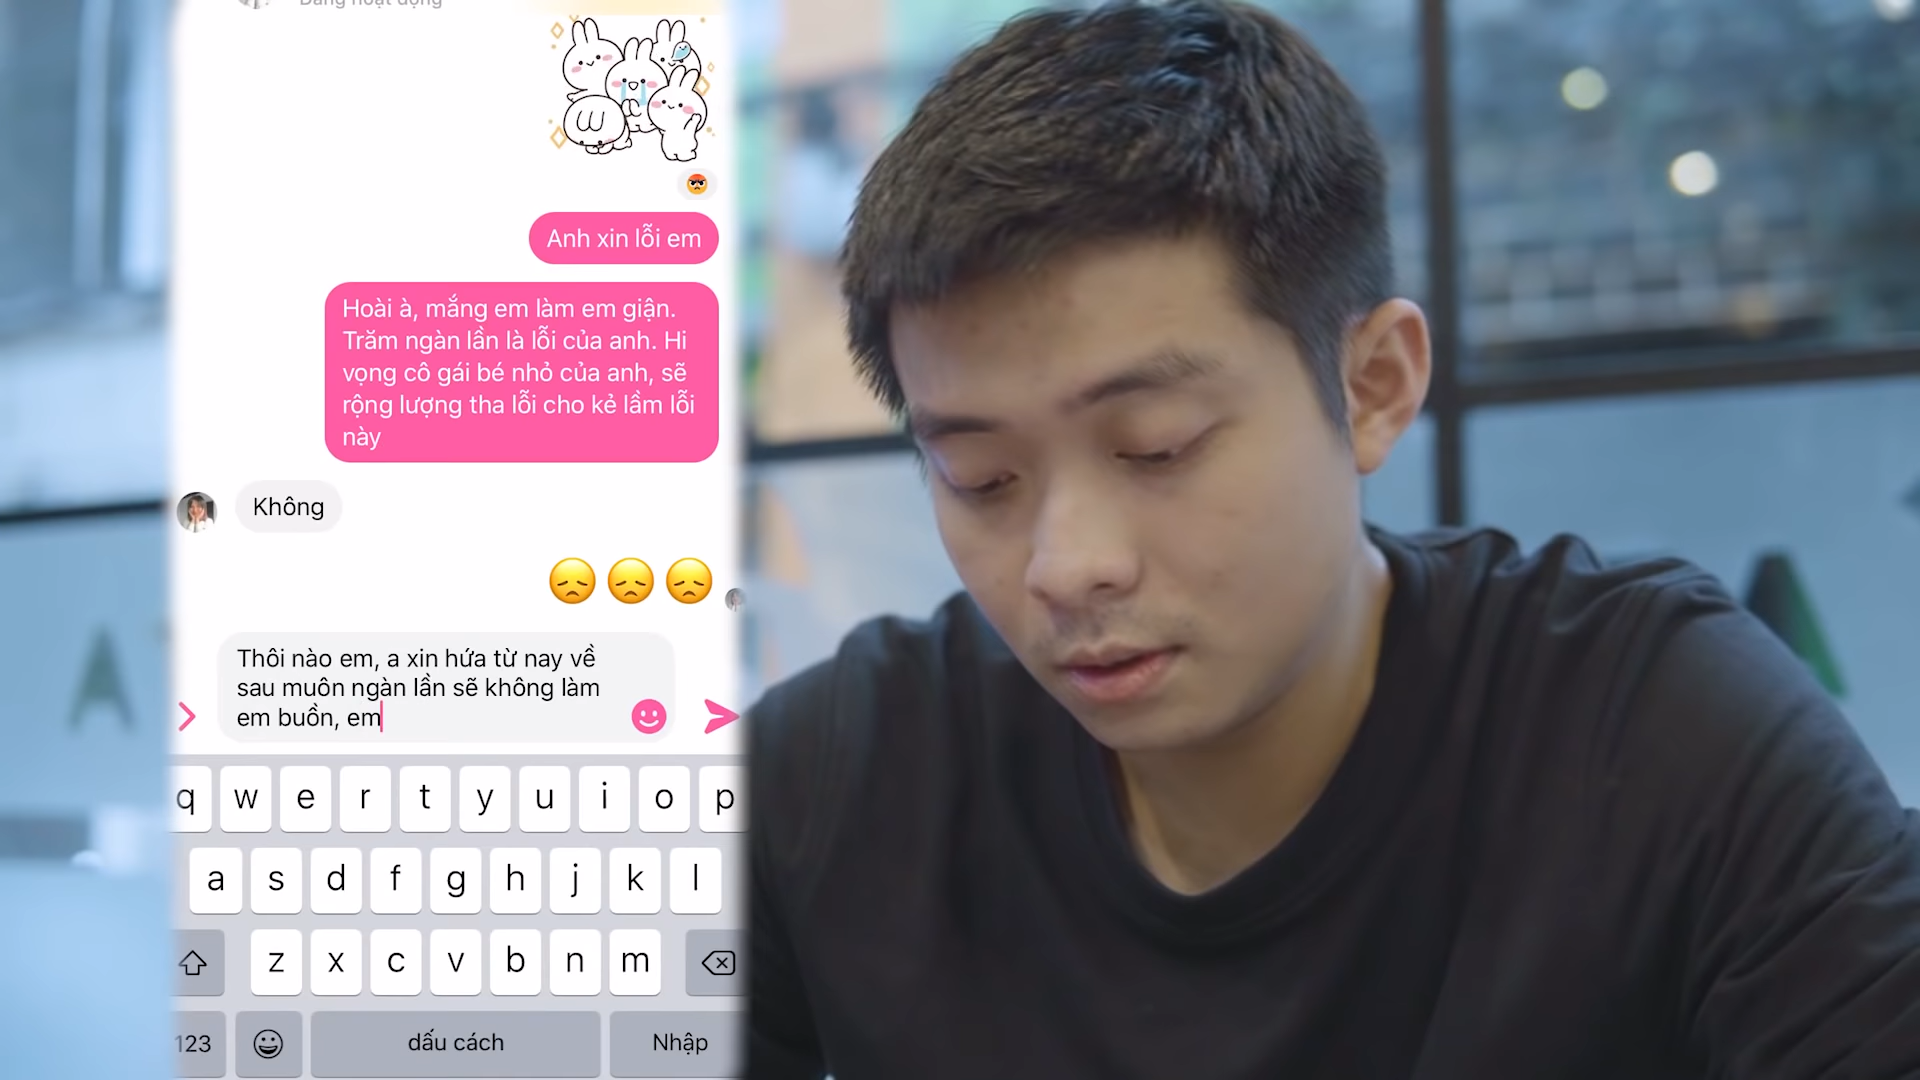 Đang hoạt động
Anh xin lỗi em
Hoài à, mắng em làm em giận.
Trăm ngàn lần là lỗi của anh. Hi
vọng cô gái bé nhỏ của anh, sẽ
rộng lượng tha lỗi cho kẻ lầm lỗi
này
Không
Thôi nào em, a xin hứa từ nay về
sau muôn ngàn lần sẽ không làm
em buồn, em
q w e r t y u i o p
a s d f g h j k l
z x c v b n m
123 dấu cách Nhập
A
A